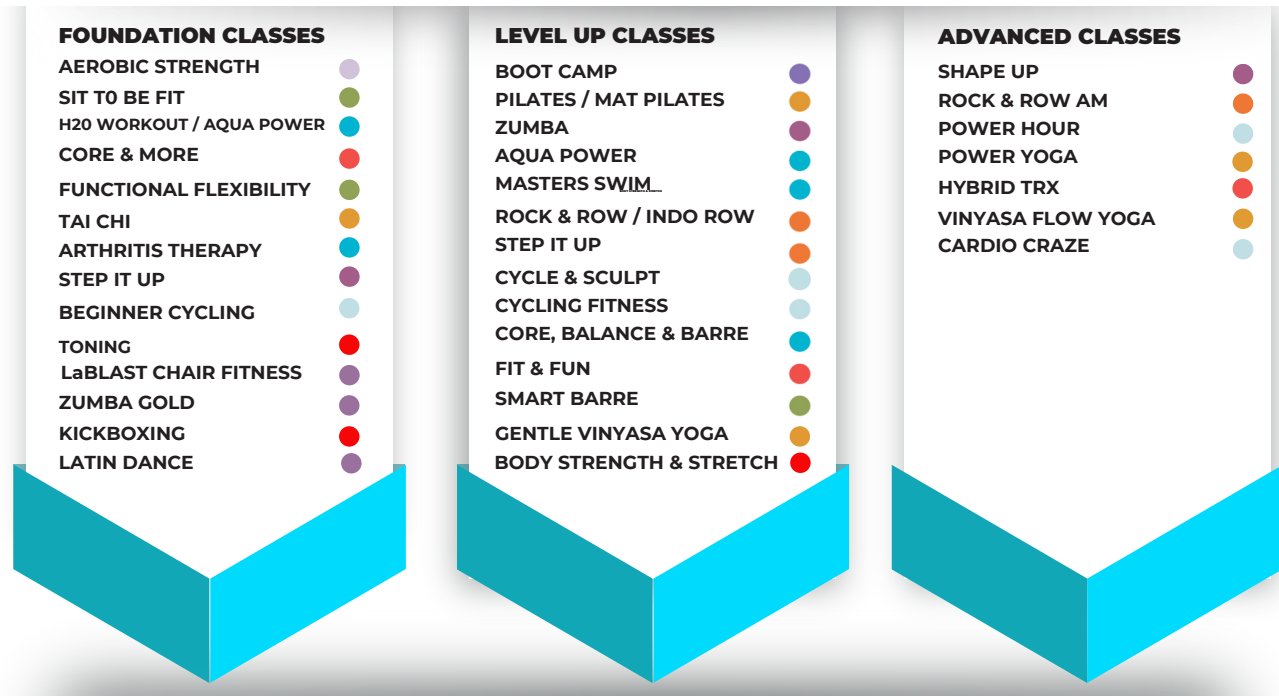 FOUNDATION CLASSES
AEROBIC STRENGTH
SIT T0 BE FIT
H20 WORKOUT / AQUA POWER
CORE & MORE
FUNCTIONAL FLEXIBILITY
TAI CHI
ARTHRITIS THERAPY
STEP IT UP
BEGINNER CYCLING
TONING
LaBLAST CHAIR FITNESS
ZUMBA GOLD
KICKBOXING
LATIN DANCE
LEVEL UP CLASSES
BOOT CAMP
PILATES / MAT PILATES
ZUMBA
AQUA POWER
MASTERS SWIM
ROCK & ROW / INDO ROW
STEP IT UP
CYCLE & SCULPT
CYCLING FITNESS
CORE, BALANCE & BARRE
FIT & FUN
SMART BARRE
GENTLE VINYASA YOGA
BODY STRENGTH & STRETCH
ADVANCED CLASSES
SHAPE UP
ROCK & ROW AM
POWER HOUR
POWER YOGA
HYBRID TRX
VINYASA FLOW YOGA
CARDIO CRAZE